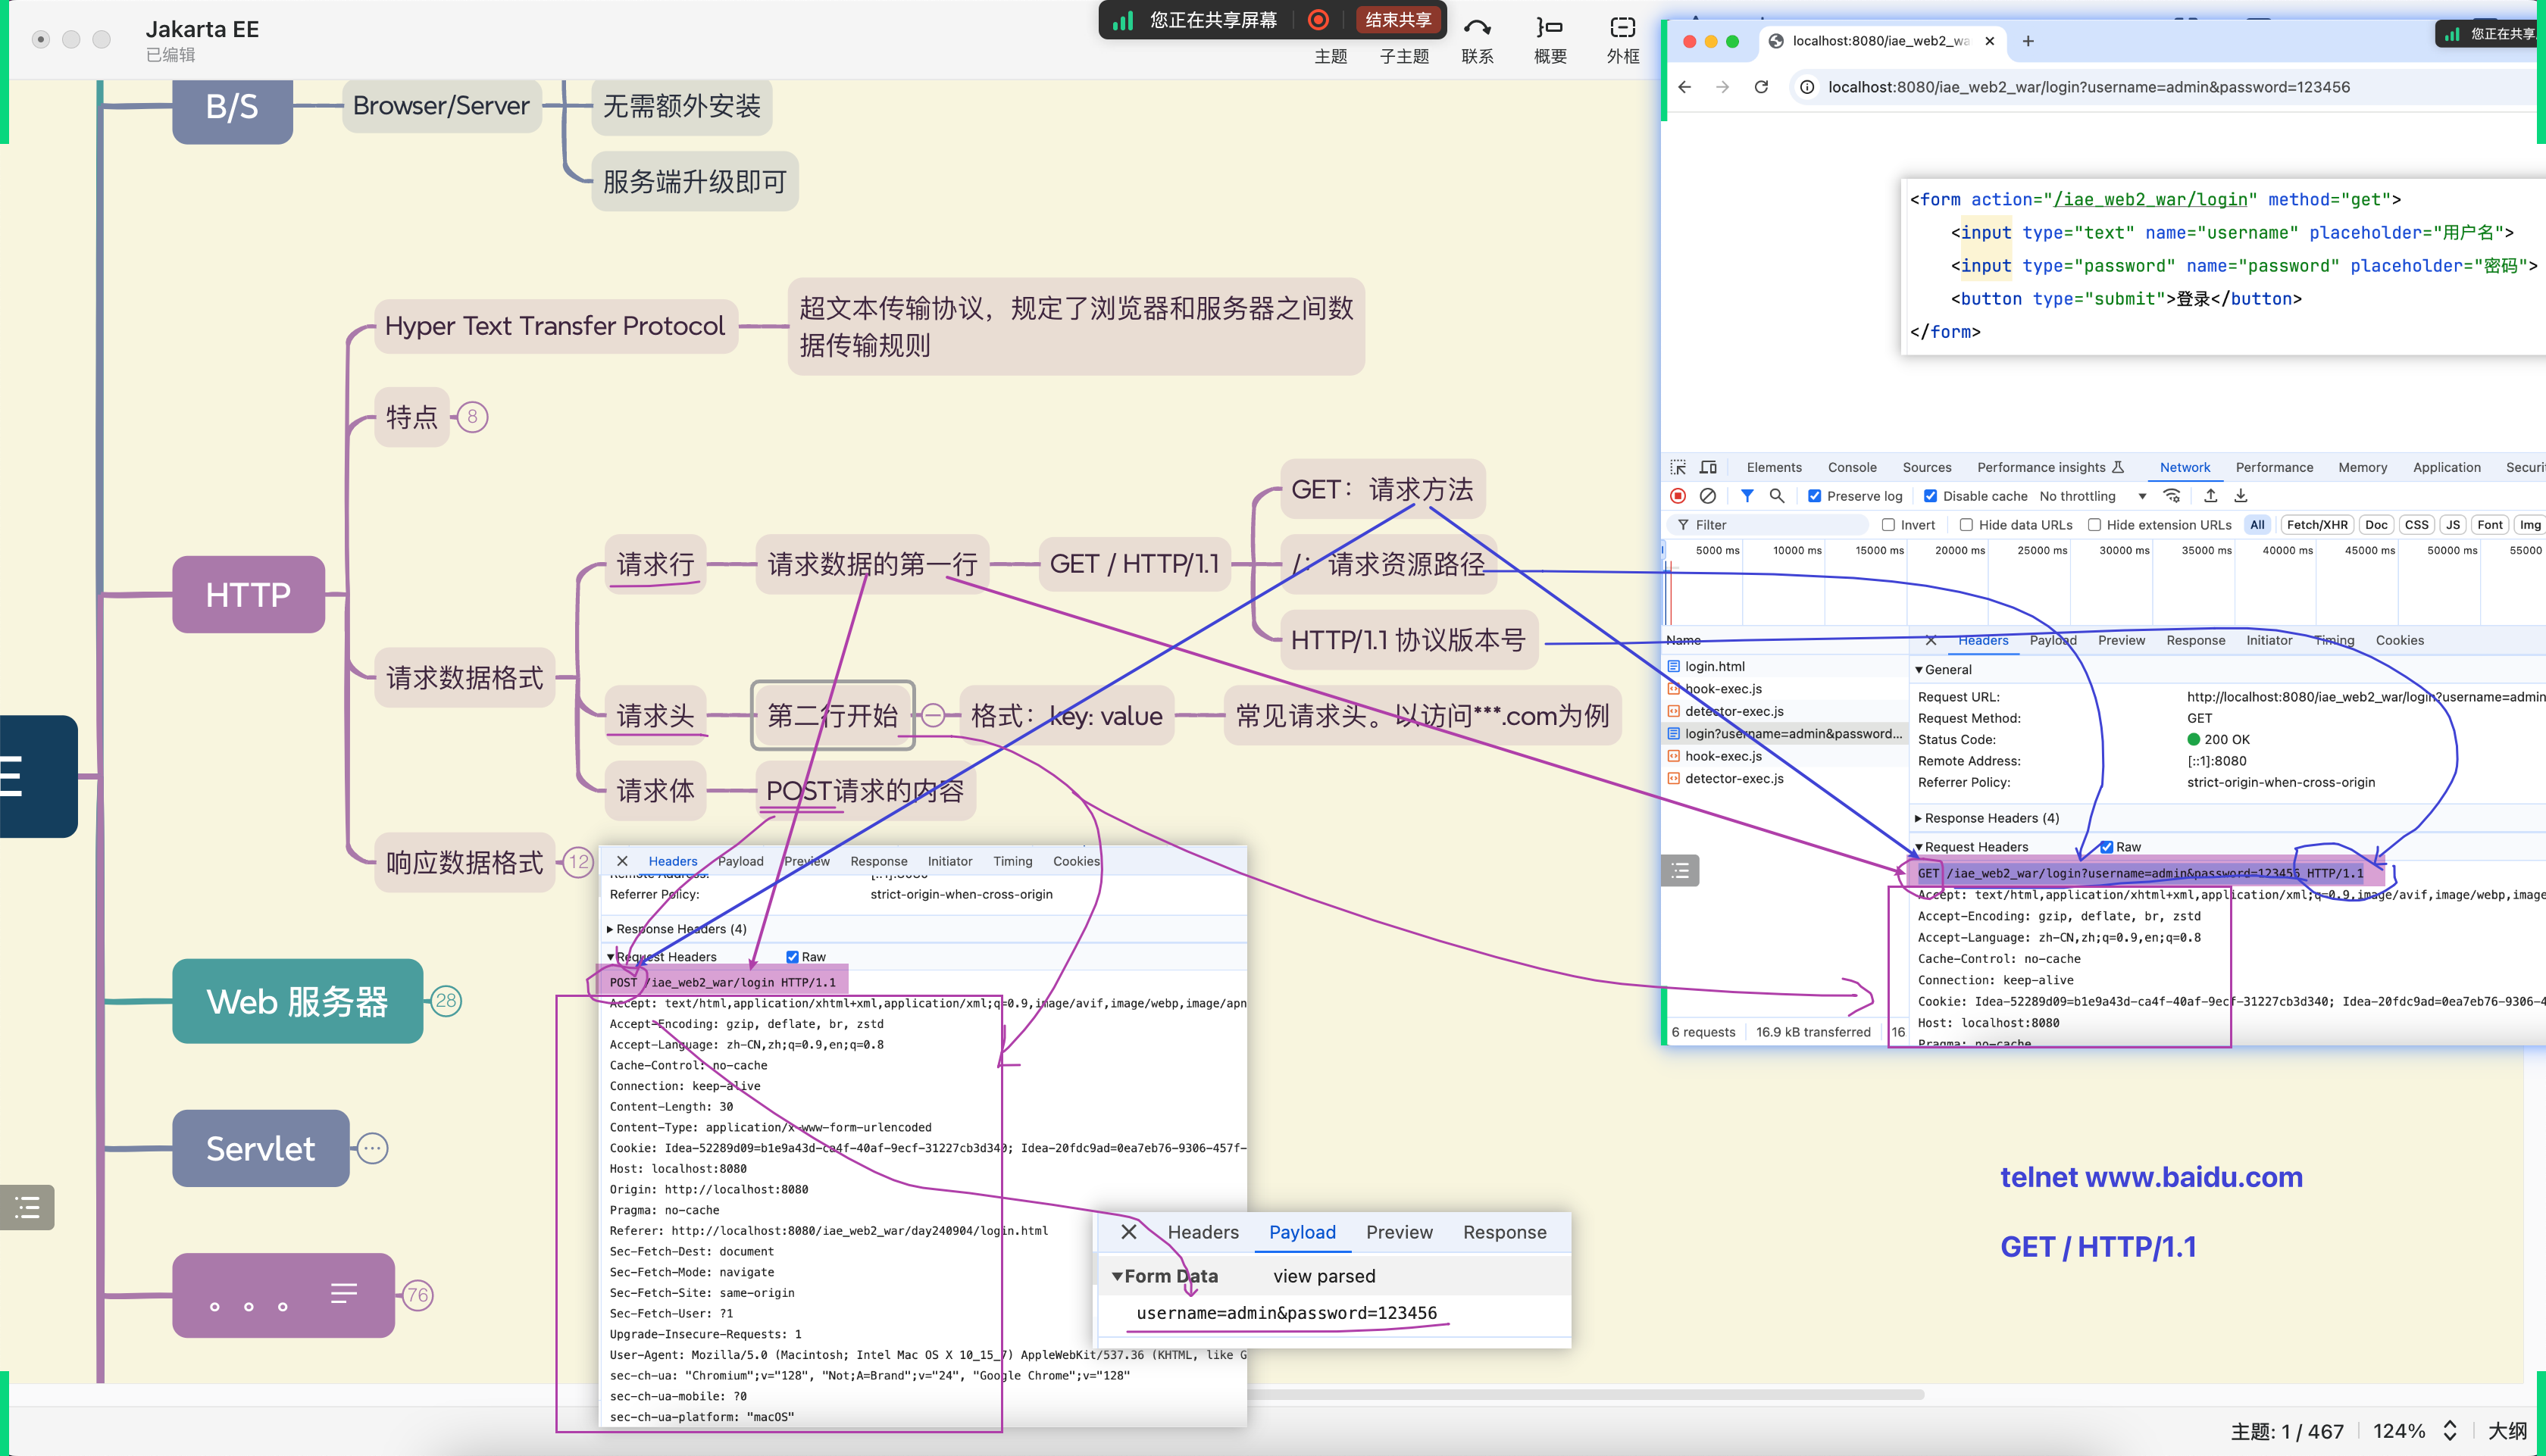 Jakarta EE
已编辑
您正在共享屏幕
结束共享
主题
子主题
联系
概要
外框
B/S
Browser/Server
无需额外安装
服务端升级即可
HTTP
Hyper Text Transfer Protocol
超文本传输协议，规定了浏览器和服务器之间数
据传输规则
特点
8
请求数据格式
请求行
请求数据的第一行
GET / HTTP/1.1
GET：请求方法
/：请求资源路径
HTTP/1.1 协议版本号
请求头
第二行开始
格式：key: value
常见请求头。以访问***.com为例
请求体
POST请求的内容
响应数据格式
12
E
Web 服务器
28
Servlet
...
。。。
76
Headers Payload Preview Response Initiator Timing Cookies
Remote Address: [::1]:8080
Referrer Policy: strict-origin-when-cross-origin
Response Headers (4)
Request Headers Raw
POST /iae_web2_war/login HTTP/1.1
Accept: text/html,application/xhtml+xml,application/xml;q=0.9,image/avif,image/webp,image/apn
Accept-Encoding: gzip, deflate, br, zstd
Accept-Language: zh-CN,zh;q=0.9,en;q=0.8
Cache-Control: no-cache
Connection: keep-alive
Content-Length: 30
Content-Type: application/x-www-form-urlencoded
Cookie: Idea-52289d09=b1e9a43d-ca4f-40af-9ecf-31227cb3d340; Idea-20fdc9ad=0ea7eb76-9306-457f-
Host: localhost:8080
Origin: http://localhost:8080
Pragma: no-cache
Referer: http://localhost:8080/iae_web2_war/day240904/login.html
Sec-Fetch-Dest: document
Sec-Fetch-Mode: navigate
Sec-Fetch-Site: same-origin
Sec-Fetch-User: ?1
Upgrade-Insecure-Requests: 1
User-Agent: Mozilla/5.0 (Macintosh; Intel Mac OS X 10_15_7) AppleWebKit/537.36 (KHTML, like G
sec-ch-ua: "Chromium";v="128", "Not;A=Brand";v="24", "Google Chrome";v="128"
sec-ch-ua-mobile: ?0
sec-ch-ua-platform: "macOS"
Headers Payload Preview Response
Form Data view parsed
username=admin&password=123456
localhost:8080/iae_web2_wa
您正在共享
localhost:8080/iae_web2_war/login?username=admin&password=123456
<form action="/iae_web2_war/login" method="get">
<input type="text" name="username" placeholder="用户名">
<input type="password" name="password" placeholder="密码">
<button type="submit">登录</button>
</form>
Elements Console Sources Performance insights Network Performance Memory Application Securi
Preserve log Disable cache No throttling
Filter Invert Hide data URLs Hide extension URLs All Fetch/XHR Doc CSS JS Font Img
5000 ms 10000 ms 15000 ms 20000 ms 25000 ms 30000 ms 35000 ms 40000 ms 45000 ms 50000 ms 55000
Name
login.html
hook-exec.js
detector-exec.js
login?username=admin&password...
hook-exec.js
detector-exec.js
6 requests 16.9 kB transferred 16
Headers Payload Preview Response Initiator Timing Cookies
General
Request URL: http://localhost:8080/iae_web2_war/login?username=admin
Request Method: GET
Status Code: 200 OK
Remote Address: [::1]:8080
Referrer Policy: strict-origin-when-cross-origin
Response Headers (4)
Request Headers Raw
GET /iae_web2_war/login?username=admin&password=123456 HTTP/1.1
Accept: text/html,application/xhtml+xml,application/xml;q=0.9,image/avif,image/webp,image
Accept-Encoding: gzip, deflate, br, zstd
Accept-Language: zh-CN,zh;q=0.9,en;q=0.8
Cache-Control: no-cache
Connection: keep-alive
Cookie: Idea-52289d09=b1e9a43d-ca4f-40af-9ecf-31227cb3d340; Idea-20fdc9ad=0ea7eb76-9306-4
Host: localhost:8080
Pragma: no-cache
telnet www.baidu.com
GET / HTTP/1.1
主题: 1 / 467
124%
大纲